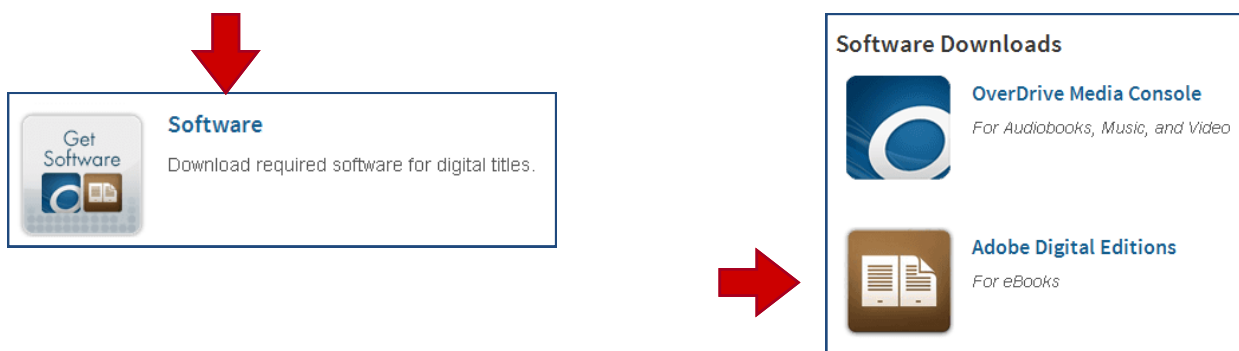 Get
Software
Software
Download required software for digital titles.
Software Downloads
OverDrive Media Console
For Audiobooks, Music, and Video
Adobe Digital Editions
For eBooks